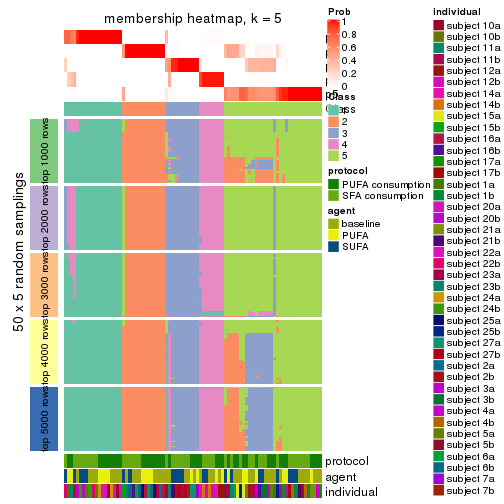 membership heatmap, k = 5
Prob
1
0.8
0.6
0.4
0.2
0
Class
1
2
3
4
5
protocol
PUFA consumption
SFA consumption
agent
baseline
PUFA
SUFA
individual
subject 10a
subject 10b
subject 11a
subject 11b
subject 12a
subject 12b
subject 14a
subject 14b
subject 15a
subject 15b
subject 16a
subject 16b
subject 17a
subject 17b
subject 1a
subject 1b
subject 20a
subject 20b
subject 21a
subject 21b
subject 22a
subject 22b
subject 23a
subject 23b
subject 24a
subject 24b
subject 25a
subject 25b
subject 27a
subject 27b
subject 2a
subject 2b
subject 3a
subject 3b
subject 4a
subject 4b
subject 5a
subject 5b
subject 6a
subject 6b
subject 7a
subject 7b
50 x 5 random samplings
top 1000 rows
top 2000 rows
top 3000 rows
top 4000 rows
top 5000 rows
protocol
agent
individual